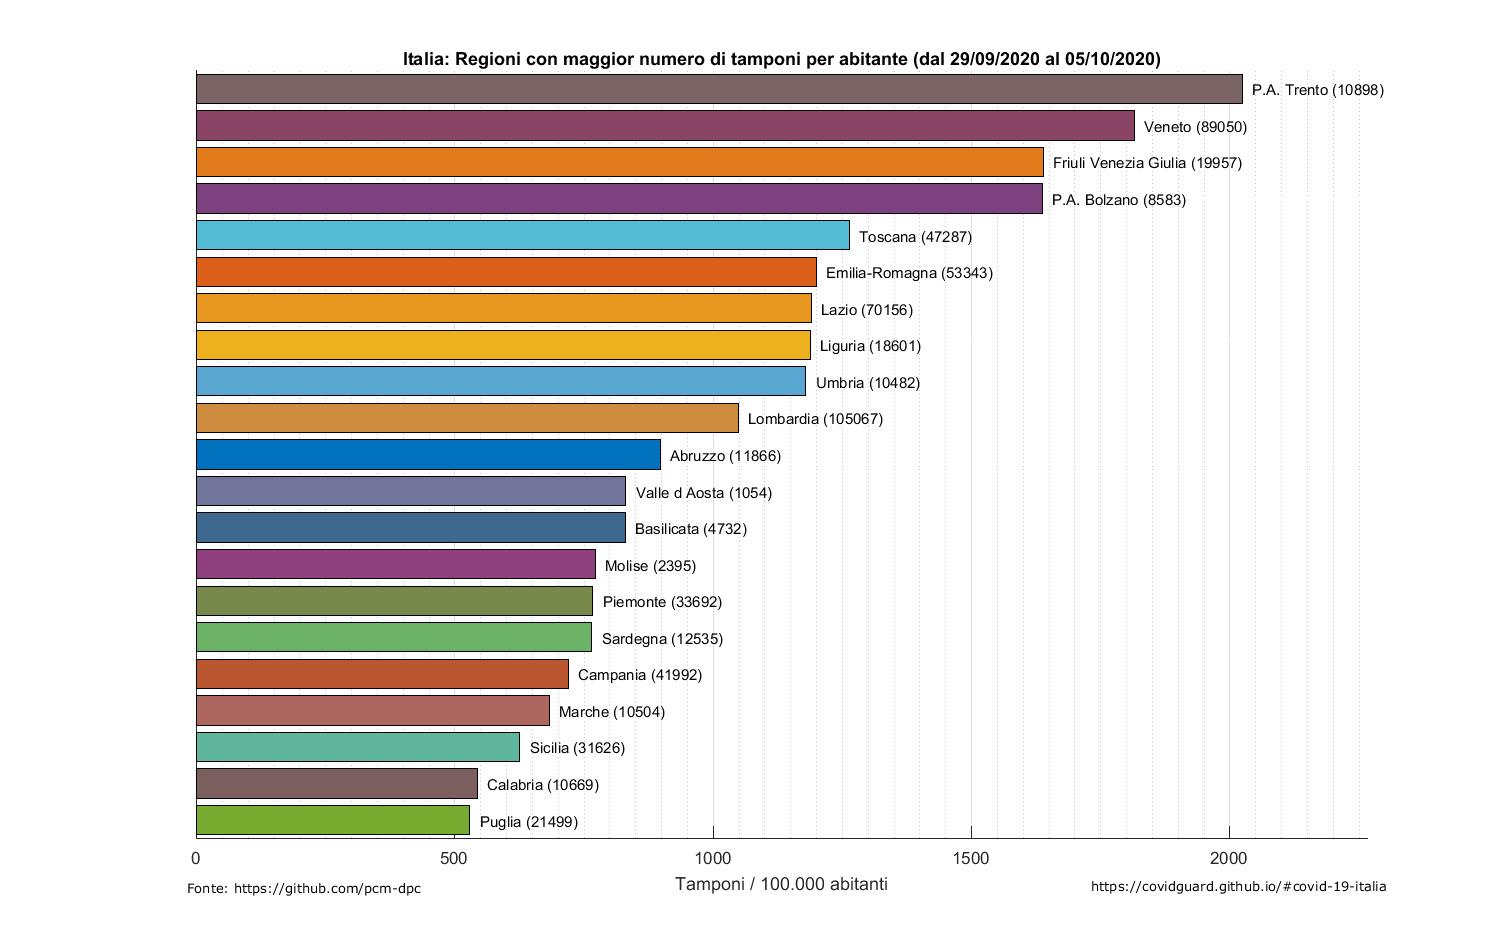 Italia: Regioni con maggior numero di tamponi per abitante (dal 29/09/2020 al 05/10/2020)
P.A. Trento (10898)
Veneto (89050)
Friuli Venezia Giulia (19957)
P.A. Bolzano (8583)
Toscana (47287)
Emilia-Romagna (53343)
Lazio (70156)
Liguria (18601)
Umbria (10482)
Lombardia (105067)
Abruzzo (11866)
Valle d Aosta (1054)
Basilicata (4732)
Molise (2395)
Piemonte (33692)
Sardegna (12535)
Campania (41992)
Marche (10504)
Sicilia (31626)
Calabria (10669)
Puglia (21499)
0 500 1000 1500 2000
Tamponi / 100.000 abitanti
Fonte: https://github.com/pcm-dpc
https://covidguard.github.io/#covid-19-italia